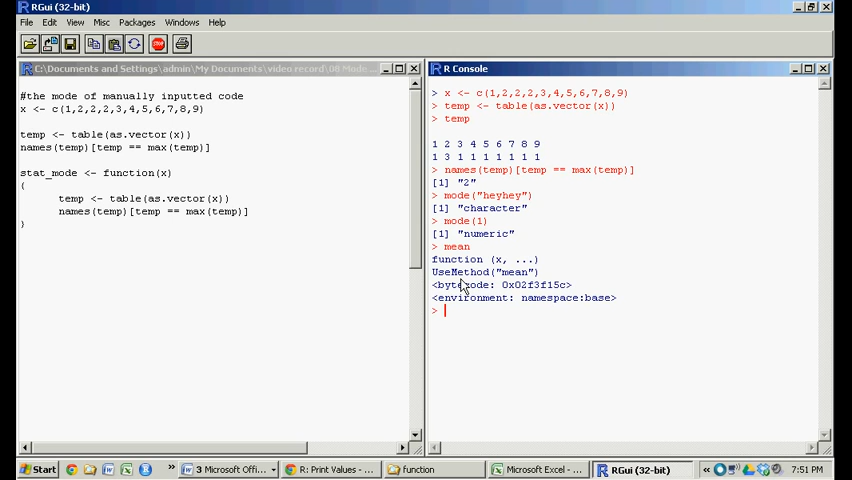 RGui (32-bit)
File Edit View Misc Packages Windows Help
STOP
C:\Documents and Settings\admin\My Documents\video record\08 Mode ...
#the mode of manually inputted code
x <- c(1,2,2,2,3,4,5,6,7,8,9)
temp <- table(as.vector(x))
names(temp)[temp == max(temp)]
stat_mode <- function(x)
{
temp <- table(as.vector(x))
names(temp)[temp == max(temp)]
}
R Console
> x <- c(1,2,2,2,3,4,5,6,7,8,9)
> temp <- table(as.vector(x))
> temp
1 2 3 4 5 6 7 8 9
1 3 1 1 1 1 1 1 1
> names(temp)[temp == max(temp)]
[1] "2"
> mode("heyhey")
[1] "character"
> mode(1)
[1] "numeric"
> mean
function (x, ...)
UseMethod("mean")
<bytecode: 0x02f3f15c>
<environment: namespace:base>
>
Start
3 Microsoft Offi...
R: Print Values - ...
function
Microsoft Excel - ...
RGui (32-bit)
7:51 PM